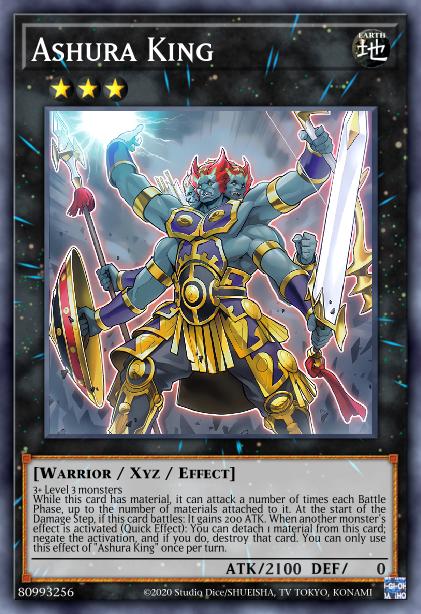 ASHURA KING
EARTH
地
[WARRIOR / XYZ / EFFECT]
3+ Level 3 monsters
While this card has material, it can attack a number of times each Battle
Phase, up to the number of materials attached to it. At the start of the
Damage Step, if this card battles: It gains 200 ATK. When another monster's
effect is activated (Quick Effect): You can detach 1 material from this card;
negate the activation, and if you do, destroy that card. You can only use
this effect of "Ashura King" once per turn.
ATK/2100 DEF/ 0
80993256 ©2020 Studio Dice/SHUEISHA, TV TOKYO, KONAMI